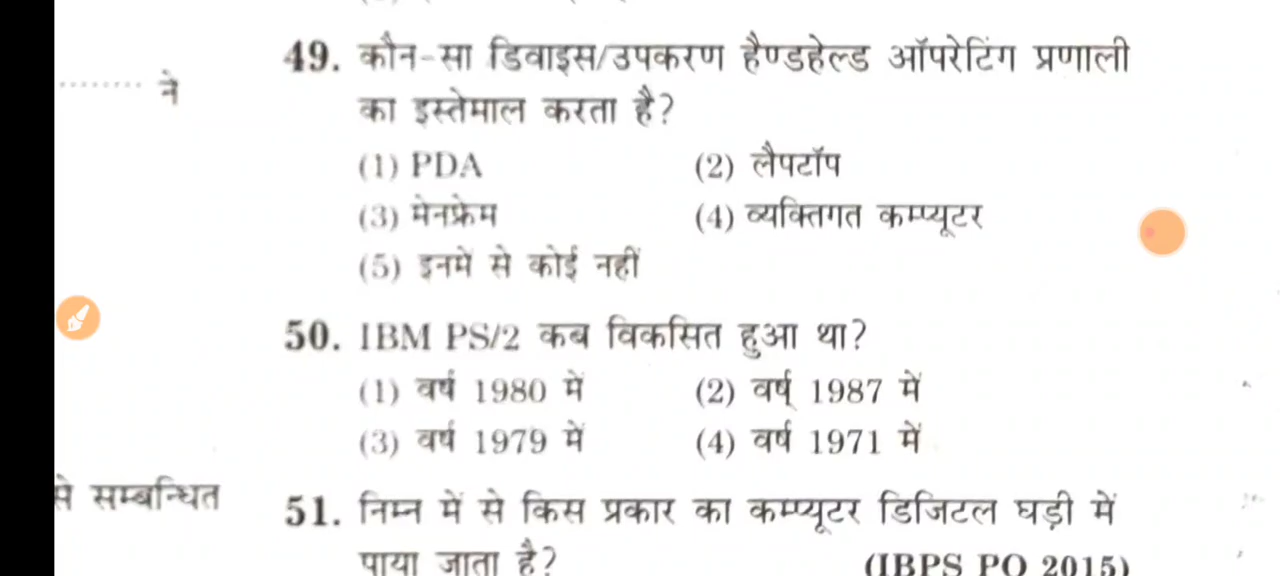 ......... ने
49. कौन-सा डिवाइस/उपकरण हैण्डहेल्ड ऑपरेटिंग प्रणाली
का इस्तेमाल करता है?
(1) PDA (2) लैपटॉप
(3) मेनफ्रेम (4) व्यक्तिगत कम्प्यूटर
(5) इनमें से कोई नहीं
50. IBM PS/2 कब विकसित हुआ था?
(1) वर्ष 1980 में (2) वर्ष 1987 में
(3) वर्ष 1979 में (4) वर्ष 1971 में
से सम्बन्धित
51. निम्न में से किस प्रकार का कम्प्यूटर डिजिटल घड़ी में
पाया जाता है? (IBPS PO 2015)